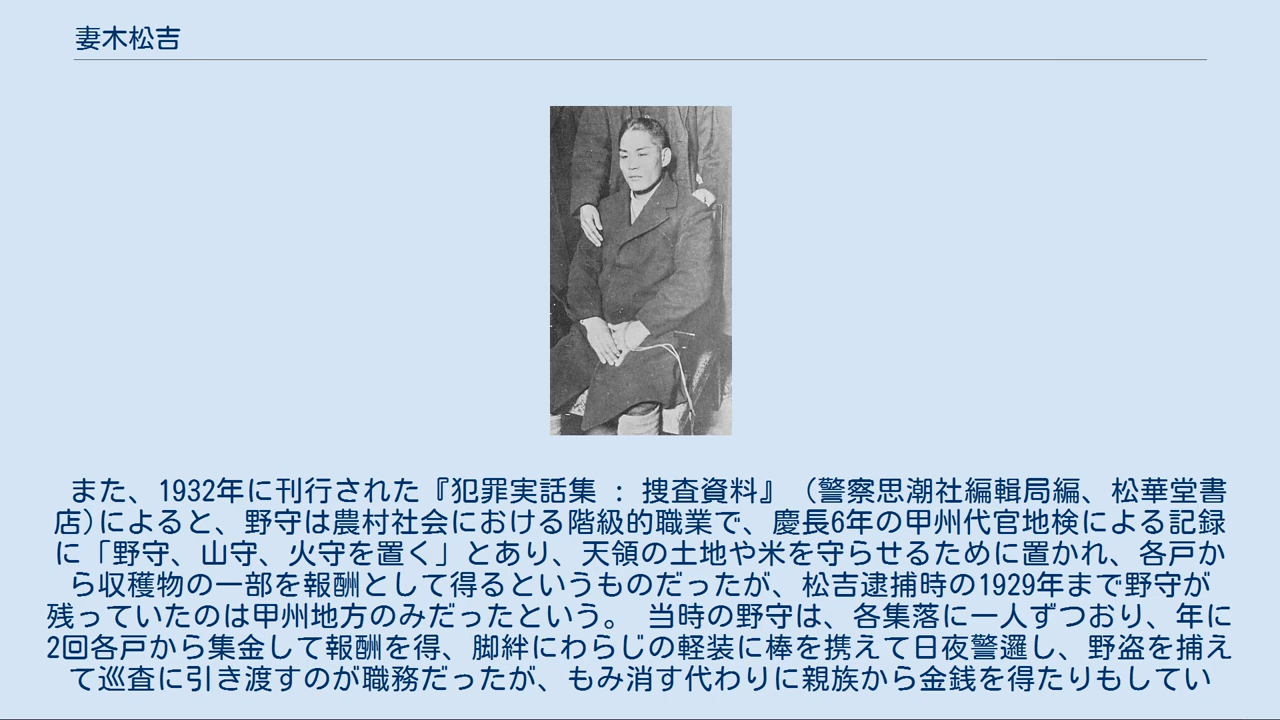 妻木松吉
また、1932年に刊行された『犯罪実話集 : 捜査資料』（警察思潮社編輯局編、松華堂書
店)によると、野守は農村社会における階級的職業で、慶長6年の甲州代官地検による記録
に「野守、山守、火守を置く」とあり、天領の土地や米を守らせるために置かれ、各戸か
ら収穫物の一部を報酬として得るというものだったが、松吉逮捕時の1929年まで野守が
残っていたのは甲州地方のみだったという。 当時の野守は、各集落に一人ずつおり、年に
2回各戸から集金して報酬を得、脚絆にわらじの軽装に棒を携えて日夜警邏し、野盗を捕え
て巡査に引き渡すのが職務だったが、もみ消す代わりに親族から金銭を得たりもしてい